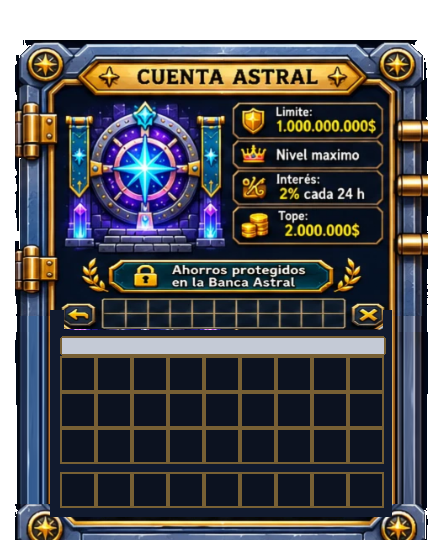 CUENTA ASTRAL
Limite:
1.000.000.000$
Nivel maximo
Interés:
2% cada 24 h
Tope:
2.000.000$
Ahorros protegidos
en la Banca Astral